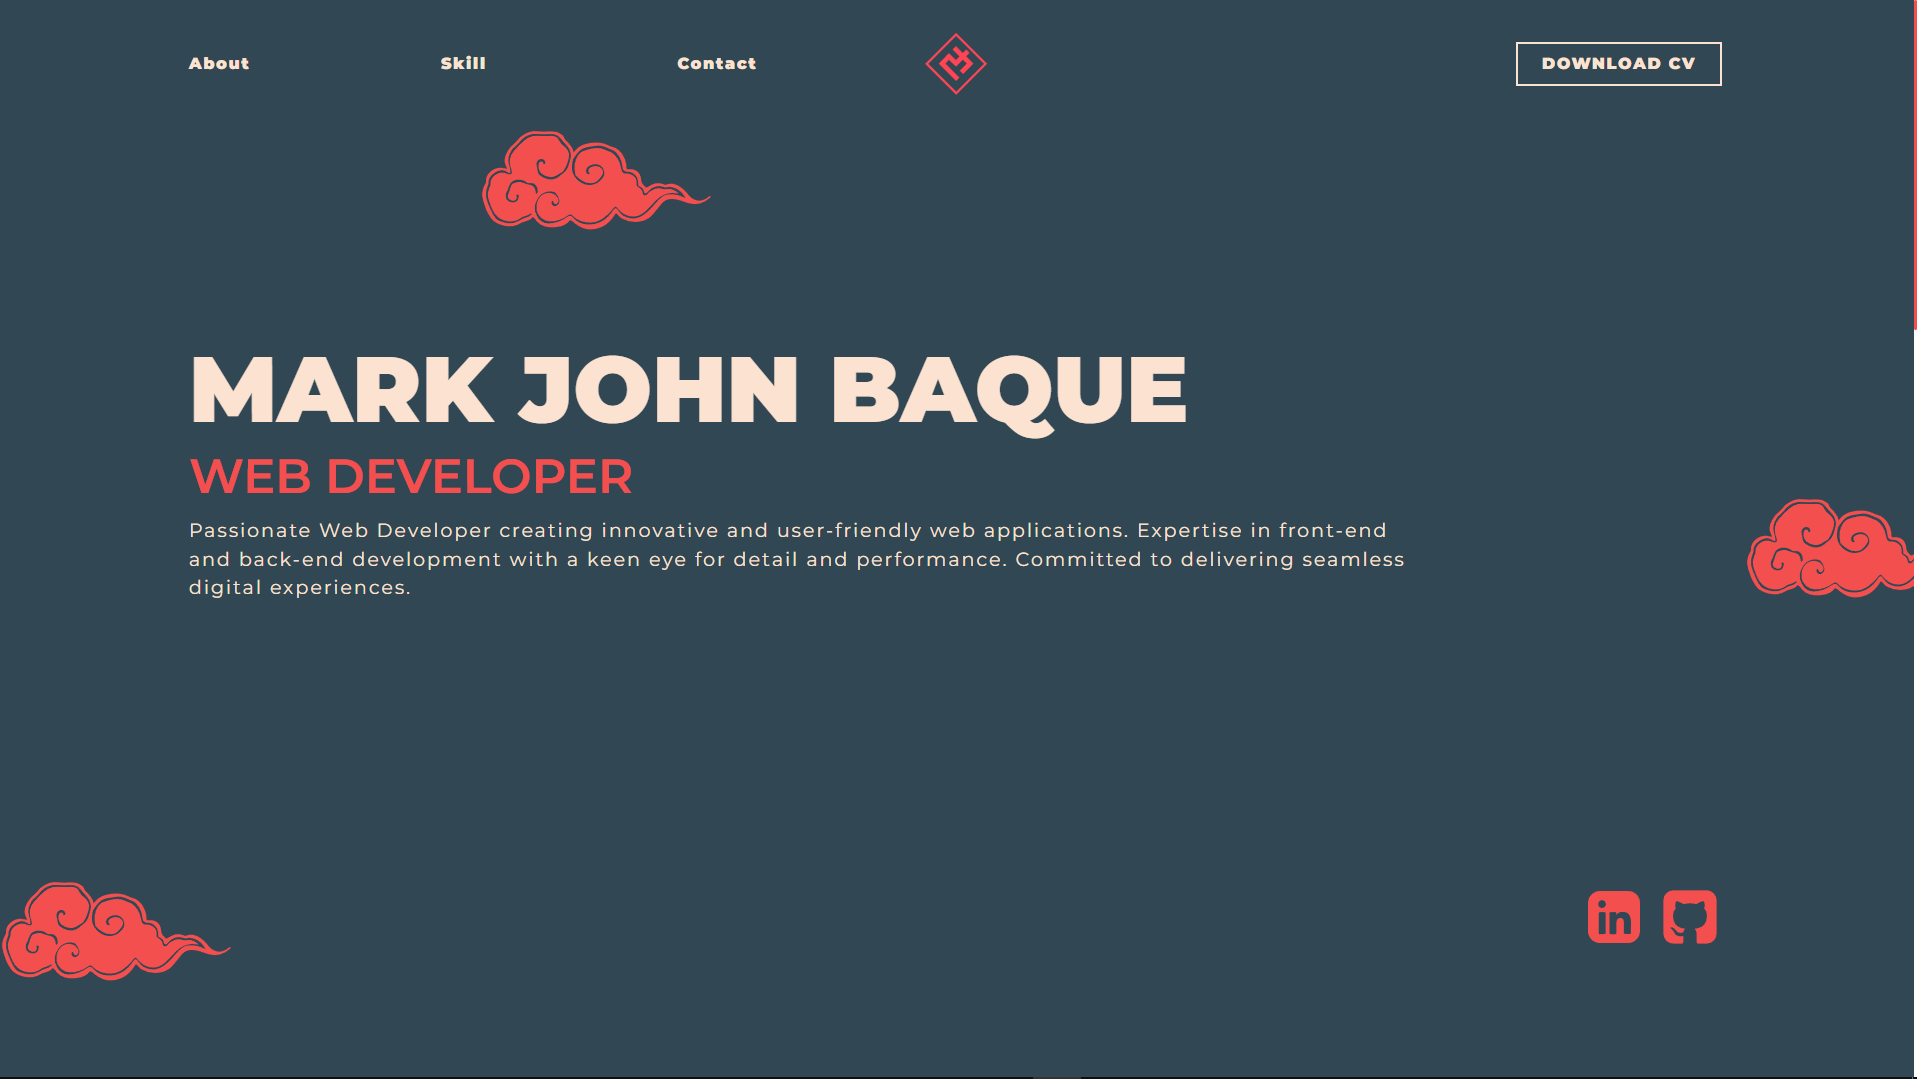 About
Skill
Contact
DOWNLOAD CV
MARK JOHN BAQUE
WEB DEVELOPER
Passionate Web Developer creating innovative and user-friendly web applications. Expertise in front-end
and back-end development with a keen eye for detail and performance. Committed to delivering seamless
digital experiences.
in